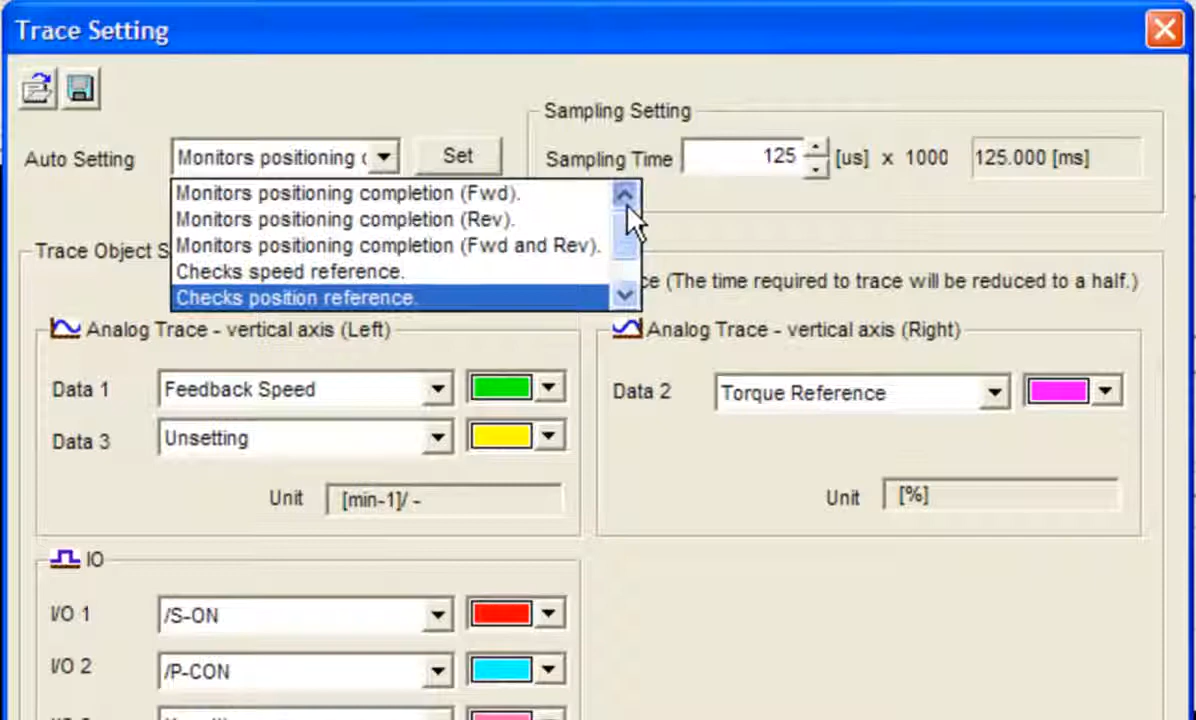 Trace Setting
Sampling Setting
Auto Setting
Monitors positioning (
Set
Sampling Time
125
[us] x 1000
125.000 [ms]
Monitors positioning completion (Fwd).
Monitors positioning completion (Rev).
Monitors positioning completion (Fwd and Rev).
Checks speed reference.
Checks position reference.
Trace Object S
ce (The time required to trace will be reduced to a half.)
Analog Trace - vertical axis (Left)
Analog Trace - vertical axis (Right)
Data 1
Feedback Speed
Data 2
Torque Reference
Data 3
Unsetting
Unit
[min-1]/ -
Unit
[%]
IO
I/O 1
/S-ON
I/O 2
/P-CON